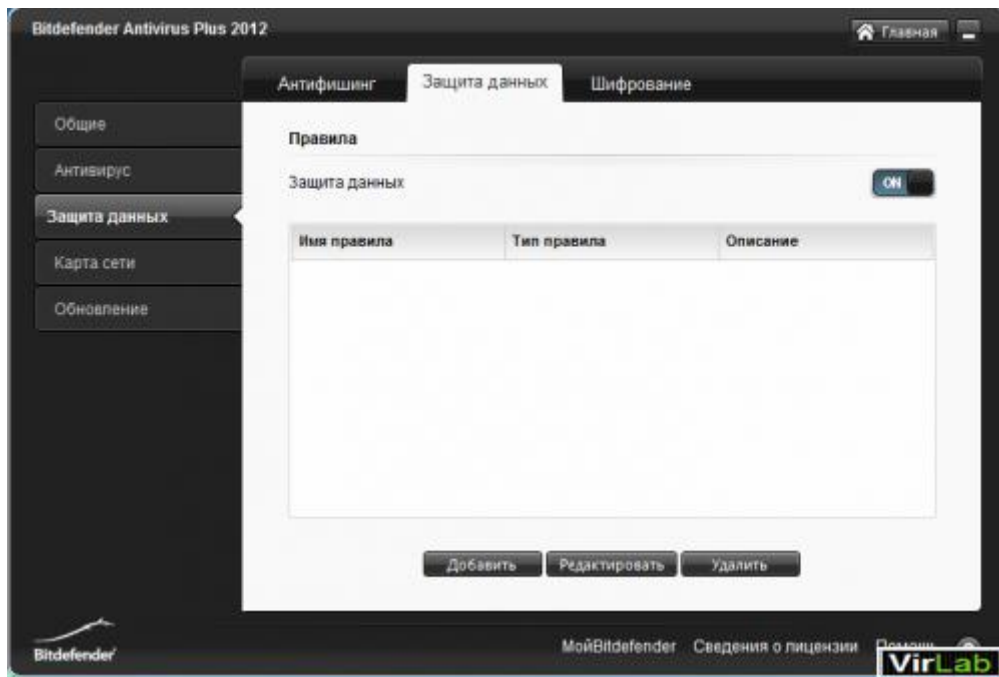 Bitdefender Antivirus Plus 2012
Главная
Антифишинг Защита данных Шифрование
Общие
Антивирус
Защита данных
Карта сети
Обновление
Правила
Защита данных ON
Имя правила Тип правила Описание
Добавить Редактировать Удалить
Bitdefender
МойBitdefender Сведения о лицензии
VirLab